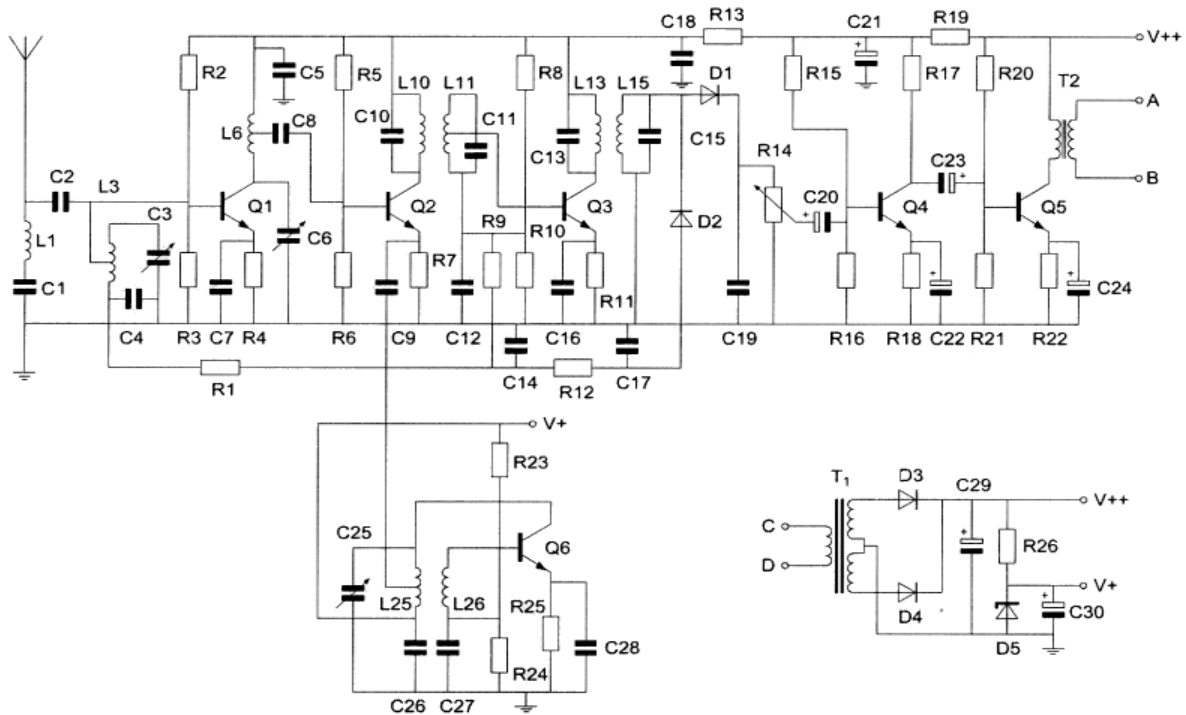 C18 R13 C21 R19
V++
R2 C5 R5 L10 L11 R8 L13 L15 D1 R15 R17 R20 T2
A
C8 C10 C11
L6 C13 C15
R14 C23
C2 L3 C20 B
C3 Q1 Q2 R9 Q3 D2 Q4 Q5
L1 C6 R10
R7
C1 R11 C24
C4 R3 C7 R4 R6 C9 C12 C16 C19 R16 R18 C22 R21 R22
R1 C14 R12 C17
V+
R23
T1 D3 C29
V++
C25 Q6 C
R26
D
V+
L25 L26 R25 D4 C30
C28 D5
R24
C26 C27
+
+
+
+
+
+
+
+